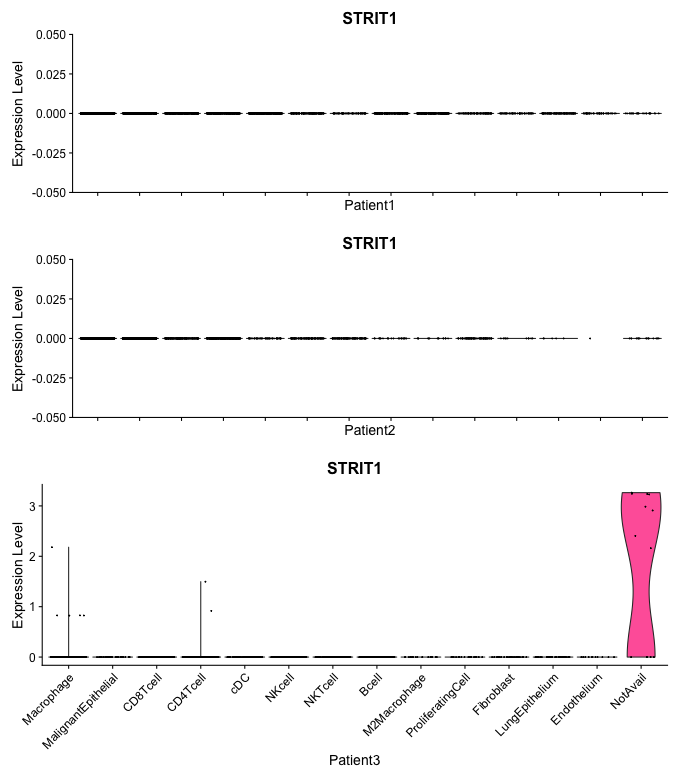 STRIT1
Expression Level
0.050
0.025
0.000
-0.025
-0.050
Patient1
STRIT1
Expression Level
0.050
0.025
0.000
-0.025
-0.050
Patient2
STRIT1
Expression Level
3
2
1
0
Macrophage
MalignantEpithelial
CD8Tcell
CD4Tcell
cDC
NKcell
NKTcell
Bcell
M2Macrophage
ProliferatingCell
Fibroblast
LungEpithelium
Endothelium
NotAvail
Patient3